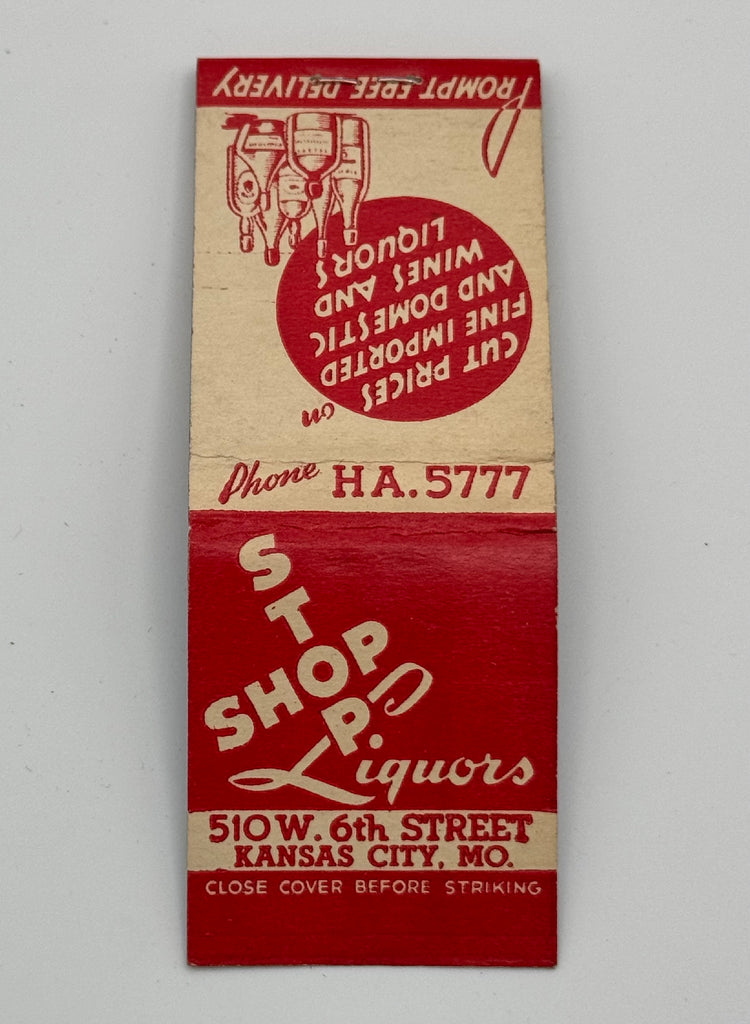 PROMPT FREE DELIVERY
on
CUT PRICES
FINE IMPORTED
AND DOMESTIC
WINES AND
LIQUORS
Phone HA. 5777
STOP
SHOP
Liquors
510 W. 6th STREET
KANSAS CITY, MO.
CLOSE COVER BEFORE STRIKING